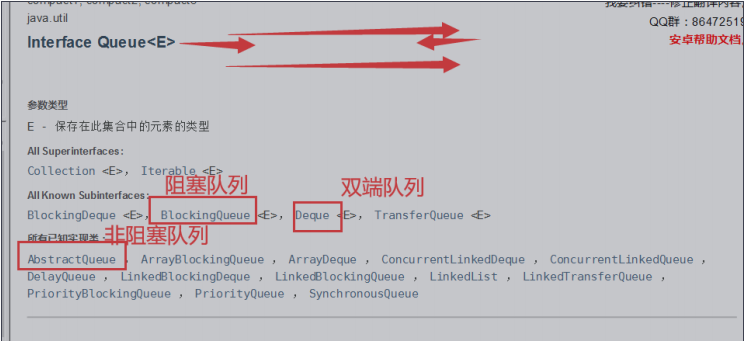 compact1, compact2, compact3
我要纠错----修正翻译内容,
java.util
QQ群：86472519
Interface Queue<E>
安卓帮助文档
参数类型
E - 保存在此集合中的元素的类型
All Superinterfaces:
Collection <E>， Iterable <E>
阻塞队列
双端队列
All Known Subinterfaces:
BlockingDeque <E>， BlockingQueue <E>， Deque <E>， TransferQueue <E>
所有已知实现类：
非阻塞队列
AbstractQueue ， ArrayBlockingQueue ， ArrayDeque ， ConcurrentLinkedDeque ， ConcurrentLinkedQueue ，
DelayQueue ， LinkedBlockingDeque ， LinkedBlockingQueue ， LinkedList ， LinkedTransferQueue ，
PriorityBlockingQueue ， PriorityQueue ， SynchronousQueue